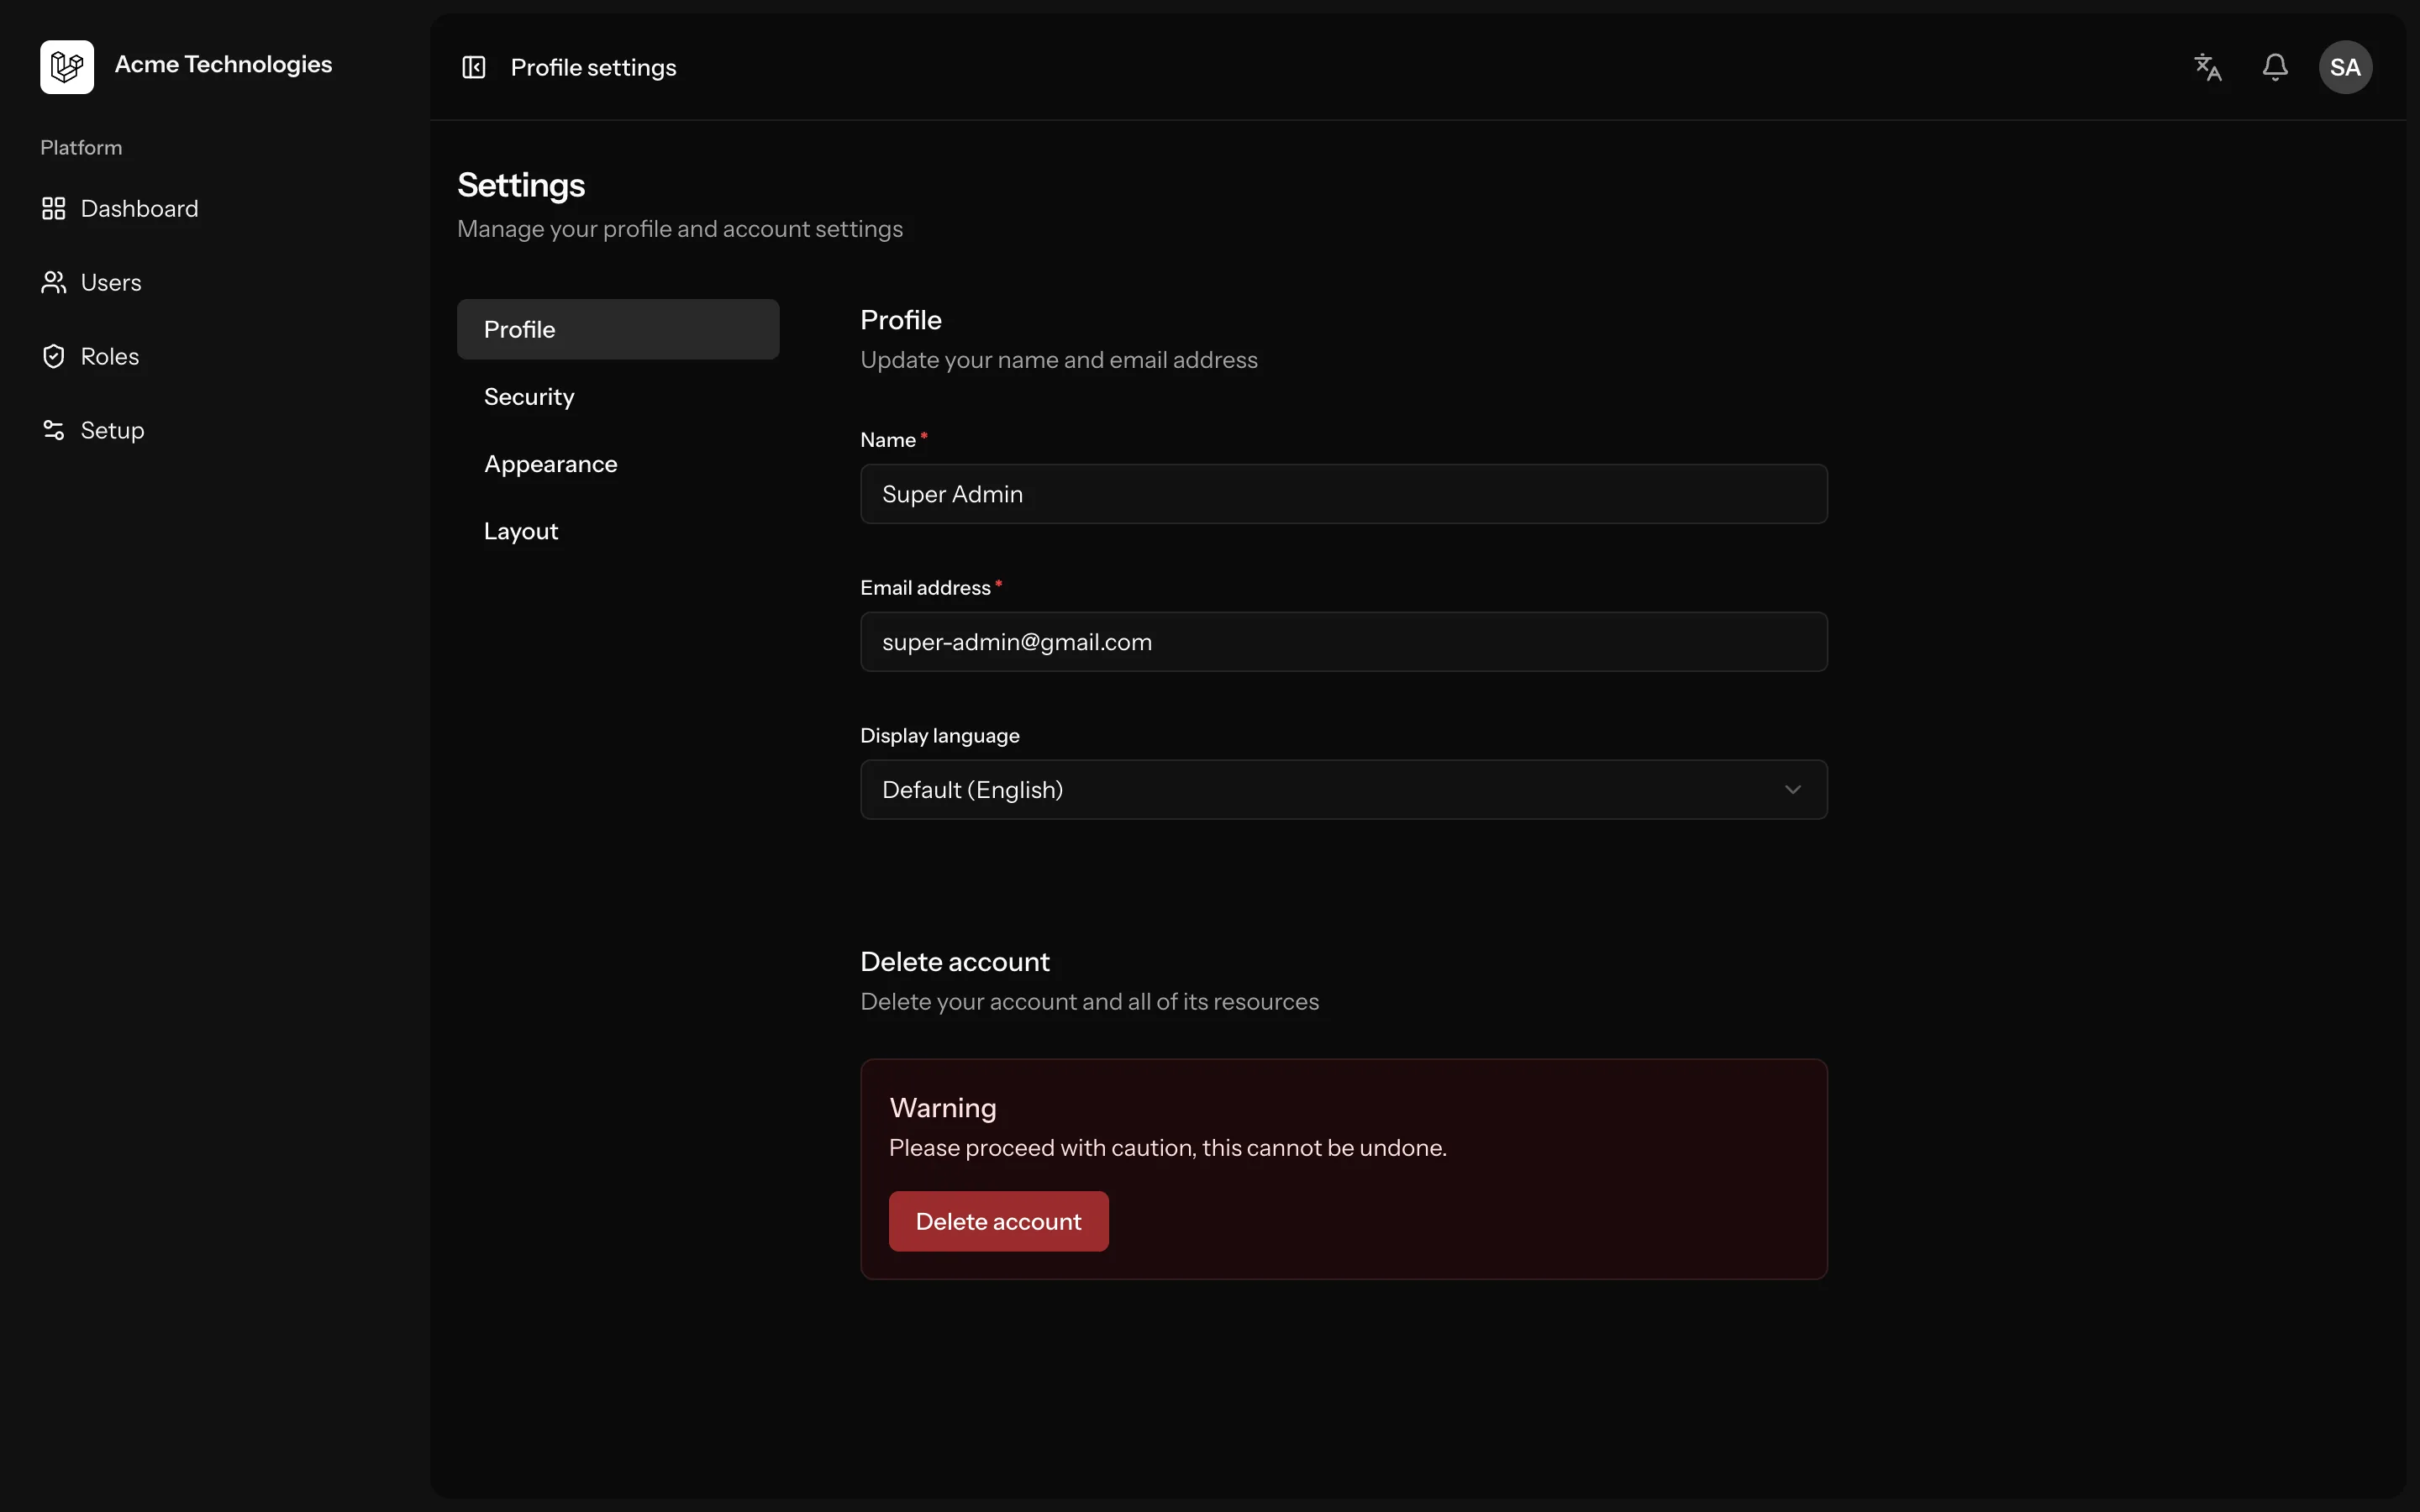 Acme Technologies
Platform
Dashboard
Users
Roles
Setup
Profile settings
SA
Settings
Manage your profile and account settings
Profile
Security
Appearance
Layout
Profile
Update your name and email address
Name *
Super Admin
Email address *
super-admin@gmail.com
Display language
Default (English)
Delete account
Delete your account and all of its resources
Warning
Please proceed with caution, this cannot be undone.
Delete account